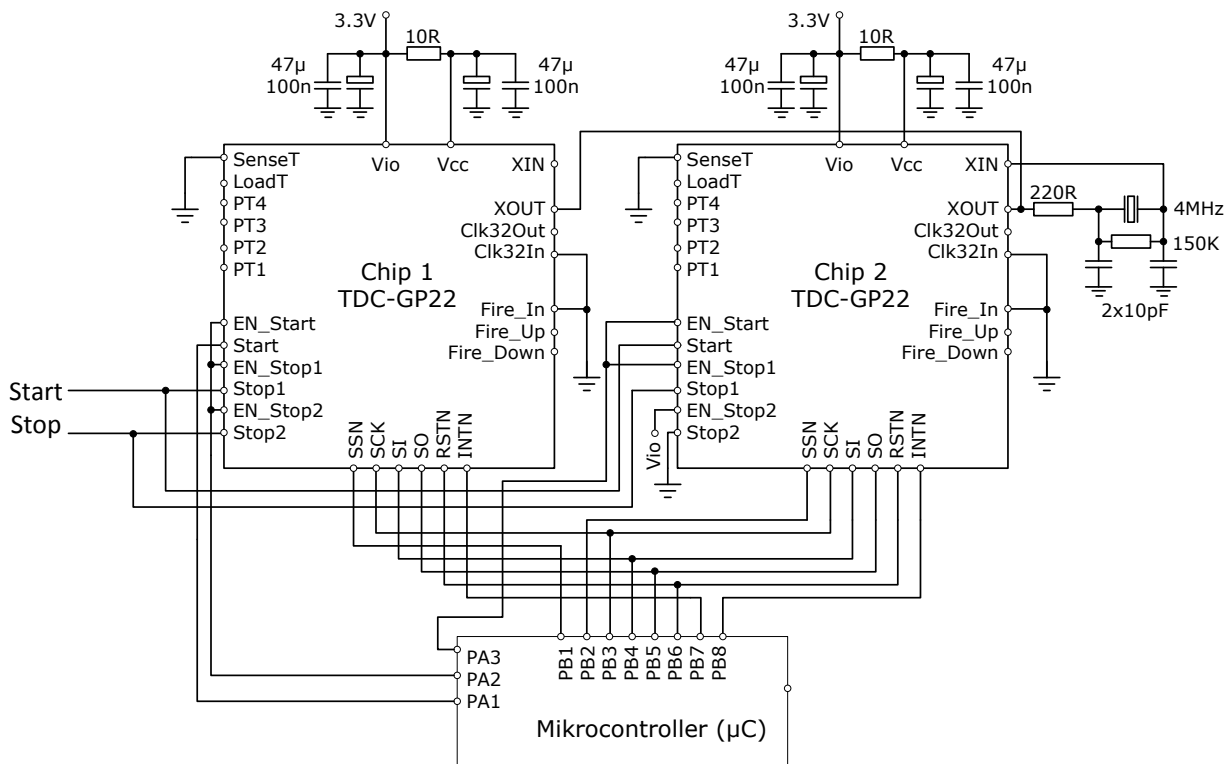 3.3V
10R
47µ
100n
47µ
100n
3.3V
10R
47µ
100n
47µ
100n
SenseT
LoadT
PT4
PT3
PT2
PT1
EN_Start
Start
EN_Stop1
Stop1
EN_Stop2
Stop2
Vio
Vcc
XIN
XOUT
Clk32Out
Clk32In
Chip 1
TDC-GP22
Fire_In
Fire_Up
Fire_Down
SSN
SCK
SI
SO
RSTN
INTN
Start
Stop
SenseT
LoadT
PT4
PT3
PT2
PT1
EN_Start
Start
EN_Stop1
Stop1
EN_Stop2
Stop2
Vio
Vio
Vcc
XIN
XOUT
Clk32Out
Clk32In
Chip 2
TDC-GP22
Fire_In
Fire_Up
Fire_Down
SSN
SCK
SI
SO
RSTN
INTN
220R
4MHz
150K
2x10pF
PB1
PB2
PB3
PB4
PB5
PB6
PB7
PB8
PA3
PA2
PA1
Mikrocontroller (µC)